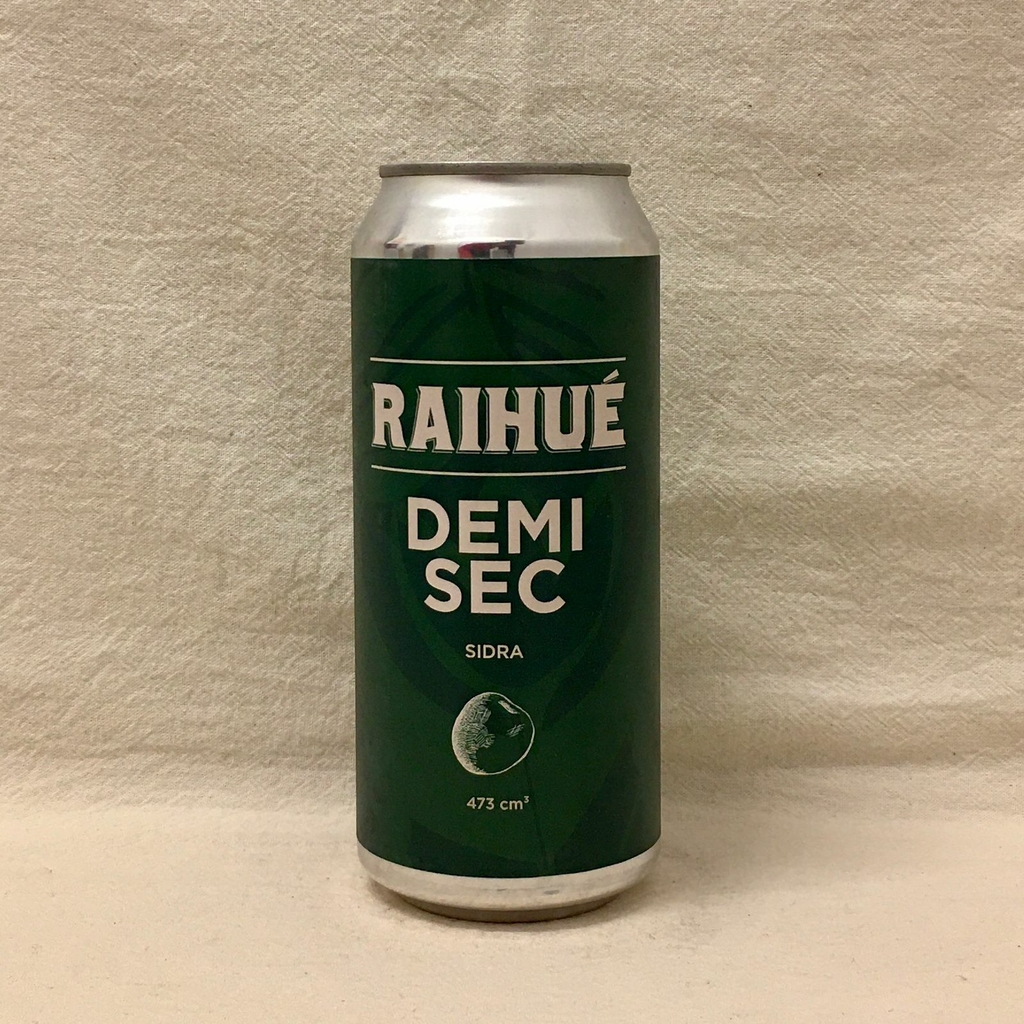 RAIHUÉ
DEMI
SEC
SIDRA
473 cm³